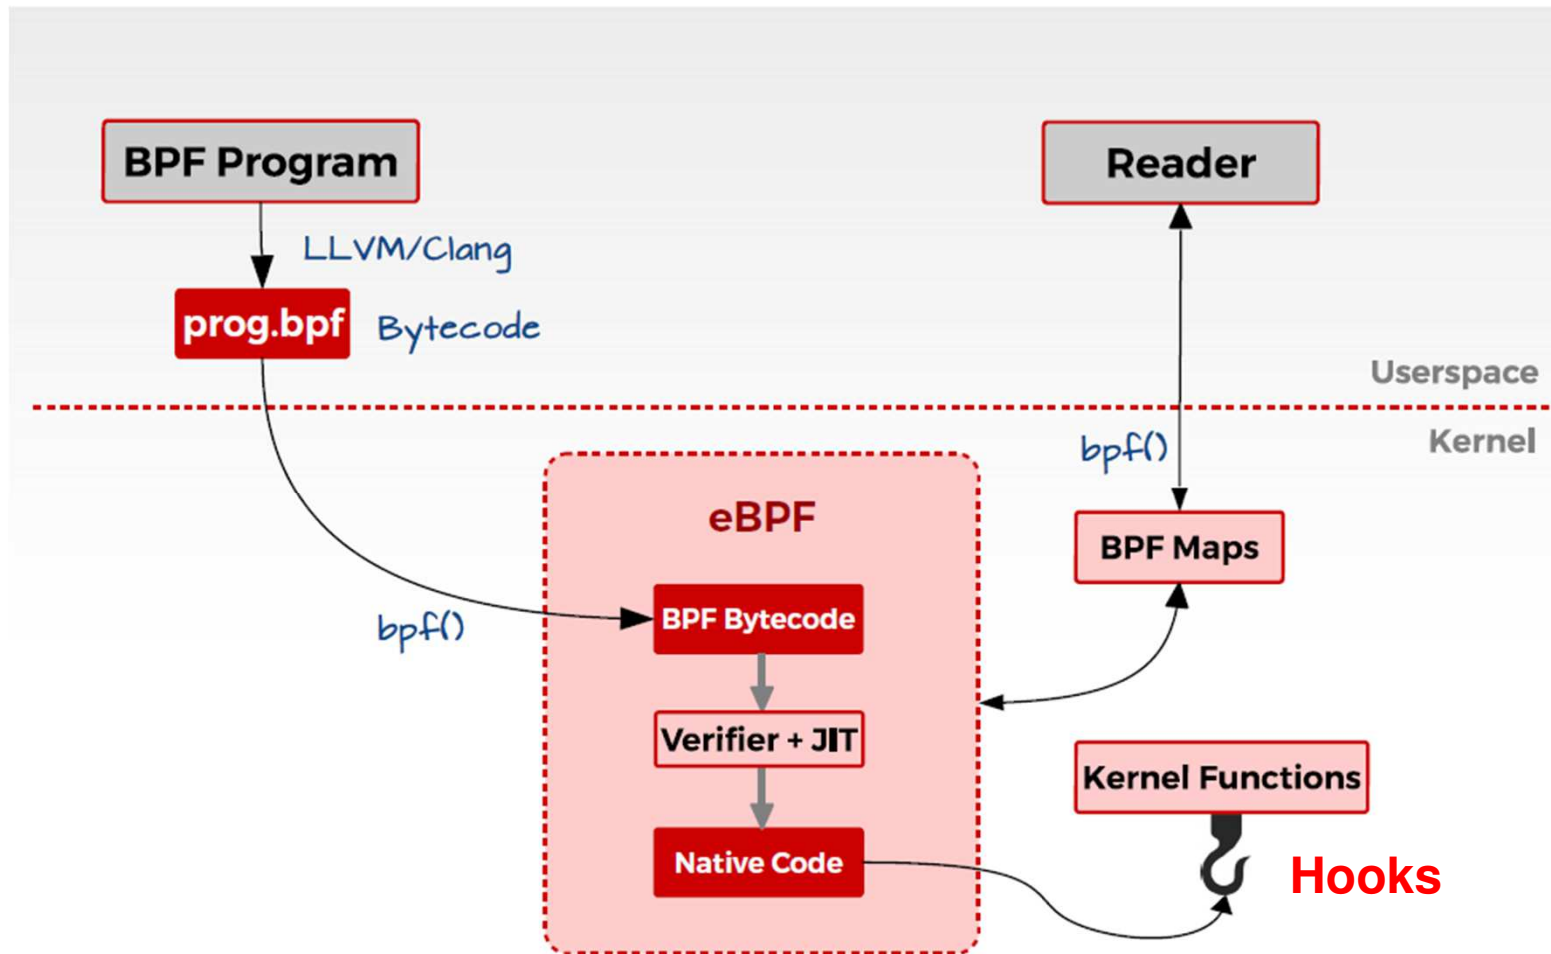 BPF Program
Reader
LLVM/Clang
prog.bpf
Bytecode
Userspace
Kernel
bpf()
eBPF
BPF Maps
BPF Bytecode
bpf()
Verifier + JIT
Kernel Functions
Native Code
Hooks